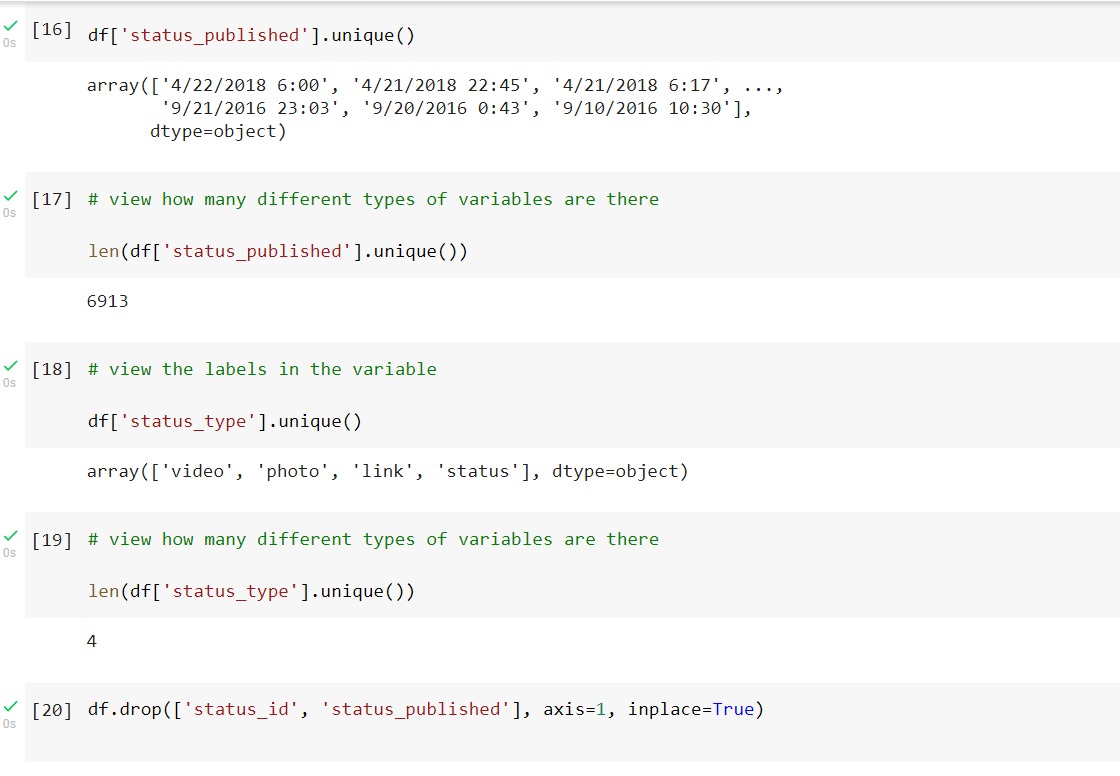 [16] df['status_published'].unique()
0s
array(['4/22/2018 6:00', '4/21/2018 22:45', '4/21/2018 6:17', ...,
'9/21/2016 23:03', '9/20/2016 0:43', '9/10/2016 10:30'],
dtype=object)
[17] # view how many different types of variables are there
0s
len(df['status_published'].unique())
6913
[18] # view the labels in the variable
0s
df['status_type'].unique()
array(['video', 'photo', 'link', 'status'], dtype=object)
[19] # view how many different types of variables are there
0s
len(df['status_type'].unique())
4
[20] df.drop(['status_id', 'status_published'], axis=1, inplace=True)
0s